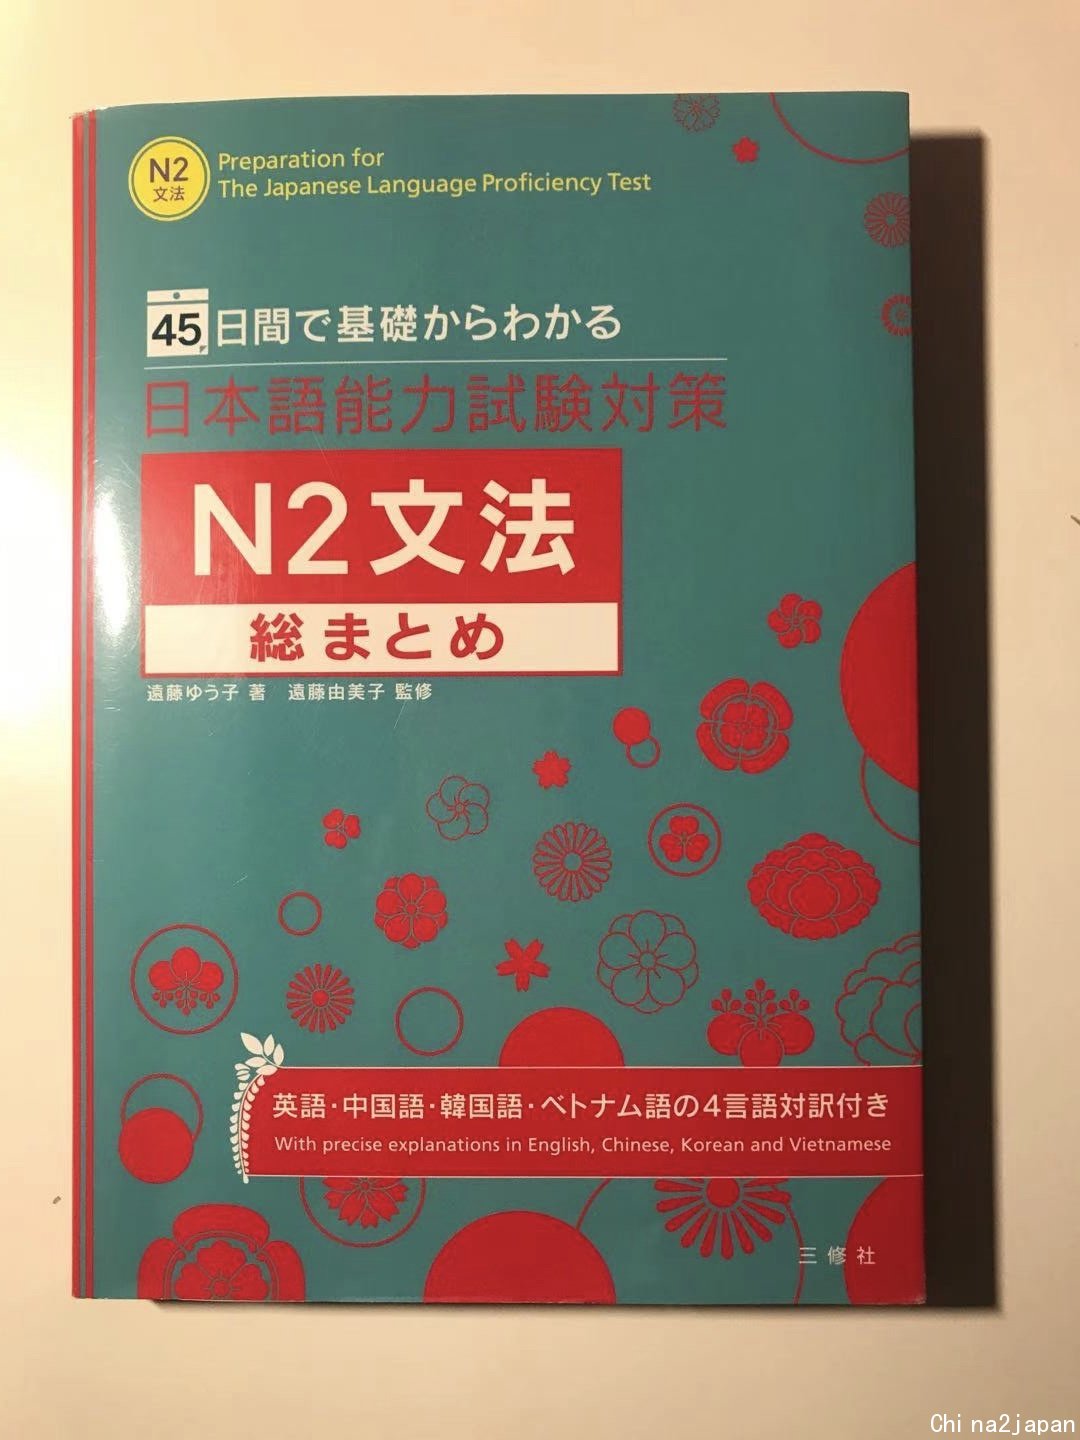 N2
文法
Preparation for
The Japanese Language Proficiency Test
45日間で基礎からわかる
日本語能力試験対策
N2文法
総まとめ
遠藤ゆう子 著 遠藤由美子 監修
英語・中国語・韓国語・ベトナム語の4言語対訳付き
With precise explanations in English, Chinese, Korean and Vietnamese
三修社
China2japan